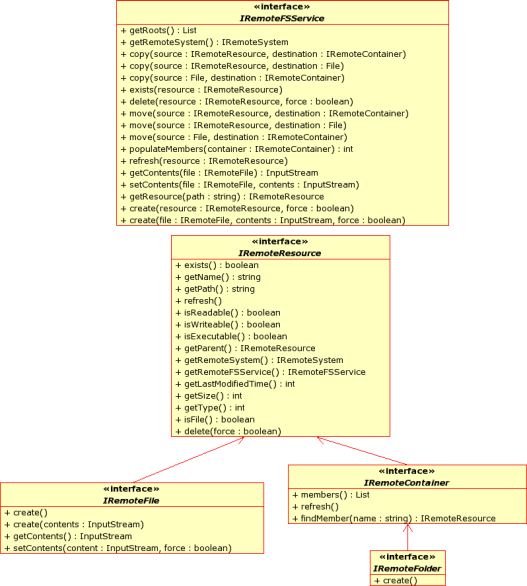 «interface»
IRemoteFSService
+ getRoots() : List
+ getRemoteSystem() : IRemoteSystem
+ copy(source : IRemoteResource, destination : IRemoteContainer)
+ copy(source : IRemoteResource, destination : File)
+ copy(source : File, destination : IRemoteContainer)
+ exists(resource : IRemoteResource)
+ delete(resource : IRemoteResource, force : boolean)
+ move(source : IRemoteResource, destination : IRemoteContainer)
+ move(source : IRemoteResource, destination : File)
+ move(source : File, destination : IRemoteContainer)
+ populateMembers(container : IRemoteContainer) : int
+ refresh(resource : IRemoteResource)
+ getContents(file : IRemoteFile) : InputStream
+ setContents(file : IRemoteFile, contents : InputStream)
+ getResource(path : string) : IRemoteResource
+ create(resource : IRemoteResource, force : boolean)
+ create(file : IRemoteFile, contents : InputStream, force : boolean)
«interface»
IRemoteResource
+ exists() : boolean
+ getName() : string
+ getPath() : string
+ refresh()
+ isReadable() : boolean
+ isWriteable() : boolean
+ isExecutable() : boolean
+ getParent() : IRemoteResource
+ getRemoteSystem() : IRemoteSystem
+ getRemoteFSService() : IRemoteFSService
+ getLastModifiedTime() : int
+ getSize() : int
+ getType() : int
+ isFile() : boolean
+ delete(force : boolean)
«interface»
IRemoteFile
+ create()
+ create(contents : InputStream)
+ getContents() : InputStream
+ setContents(content : InputStream, force : boolean)
«interface»
IRemoteContainer
+ members() : List
+ refresh()
+ findMember(name : string) : IRemoteResource
«interface»
IRemoteFolder
+ create()